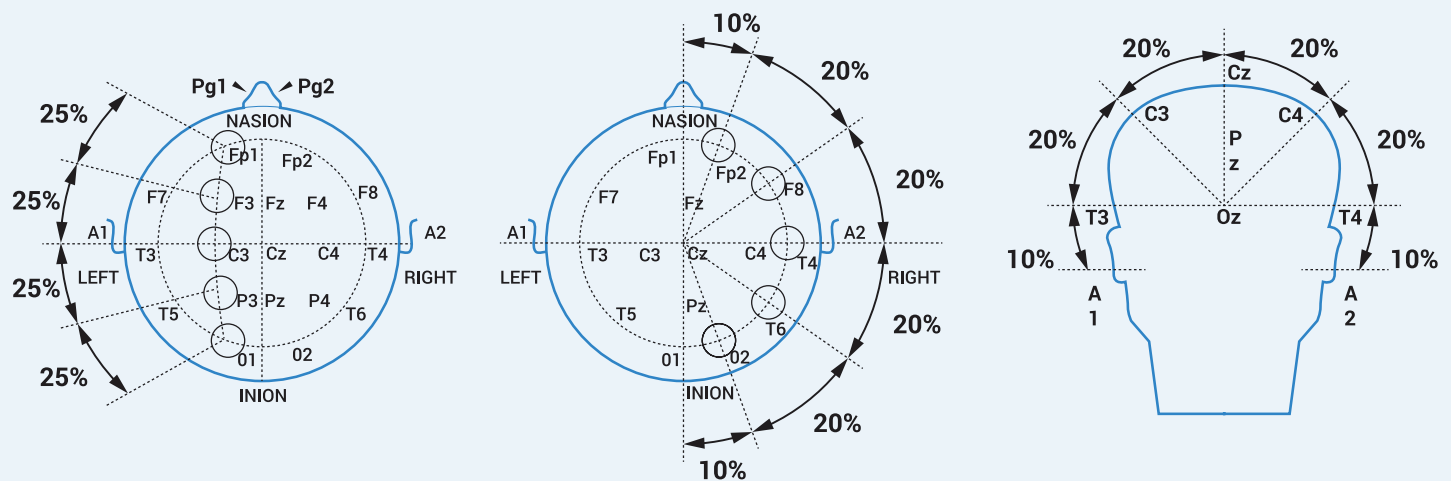 Pg1 Pg2
25%
NASION
Fp1 Fp2
25%
F7 F3 Fz F4 F8
A1 A2
T3 C3 Cz C4 T4
LEFT RIGHT
25%
P3 Pz P4
T5 T6
25%
01 02
INION
10%
20%
NASION
Fp1 Fp2
20%
F7 Fz F8
A1 A2
T3 C3 Cz C4 T4
LEFT RIGHT
Pz
T5 T6
20%
01 02
INION
20%
10%
20% 20%
Cz
C3 C4
20% P 20%
z
T3 Oz T4
10% 10%
A A
1 2